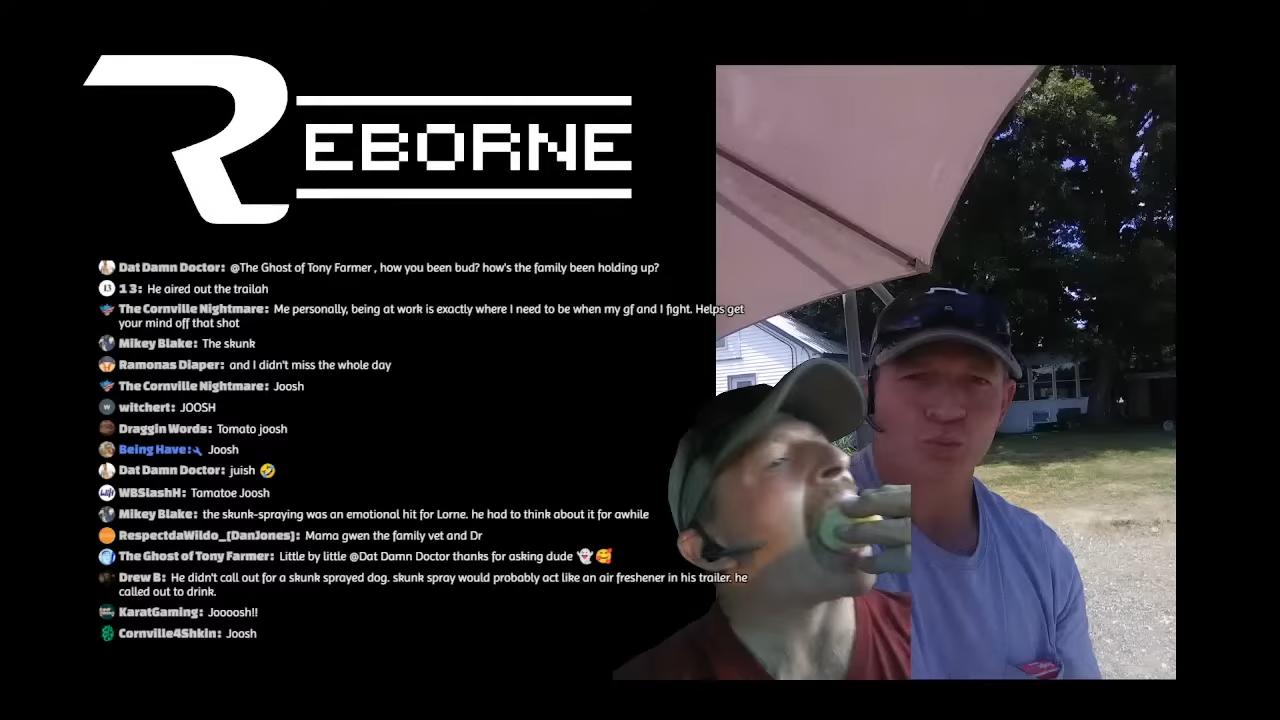 REBORNE
Dat Damn Doctor: @The Ghost of Tony Farmer , how you been bud? how's the family been holding up?
13 1 3: He aired out the trailah
The Cornville Nightmare: Me personally, being at work is exactly where I need to be when my gf and I fight. Helps get
your mind off that shot
Mikey Blake: The skunk
Ramonas Diaper: and I didn't miss the whole day
The Cornville Nightmare: Joosh
W witchert: JOOSH
Draggin Words: Tomato joosh
Being Have: Joosh
Dat Damn Doctor: juish 🤣
WBSlashH: Tamatoe Joosh
Mikey Blake: the skunk-spraying was an emotional hit for Lorne. he had to think about it for awhile
RespectdaWildo_(DanJones): Mama gwen the family vet and Dr
The Ghost of Tony Farmer: Little by little @Dat Damn Doctor thanks for asking dude 👻🥰
Drew B: He didn't call out for a skunk sprayed dog. skunk spray would probably act like an air freshener in his trailer. he
called out to drink.
KaratGaming: Joooosh!!
Cornville4Shkin: Joosh